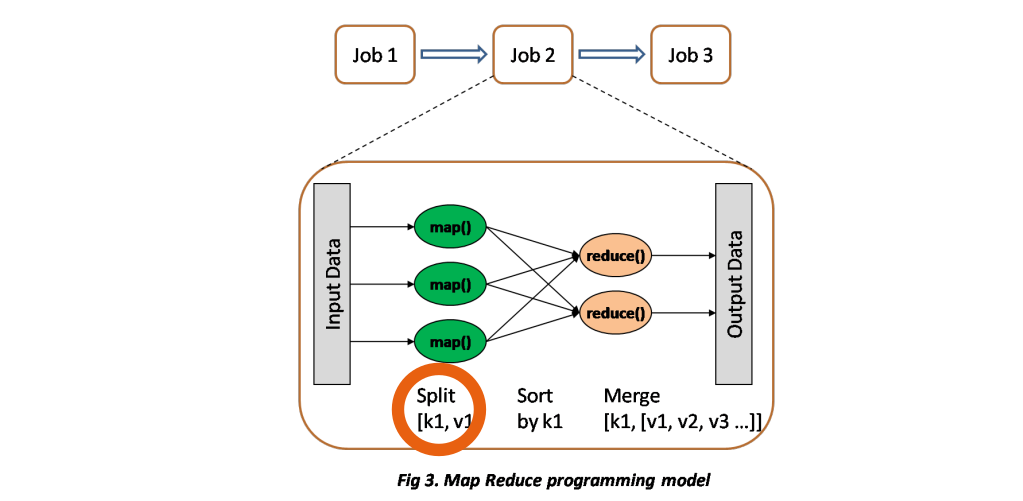 Job 1
Job 2
Job 3
Input Data
map()
map()
map()
reduce()
reduce()
Output Data
Split
[k1, v1
Sort
by k1
Merge
[k1, [v1, v2, v3 ...]]
Fig 3. Map Reduce programming model